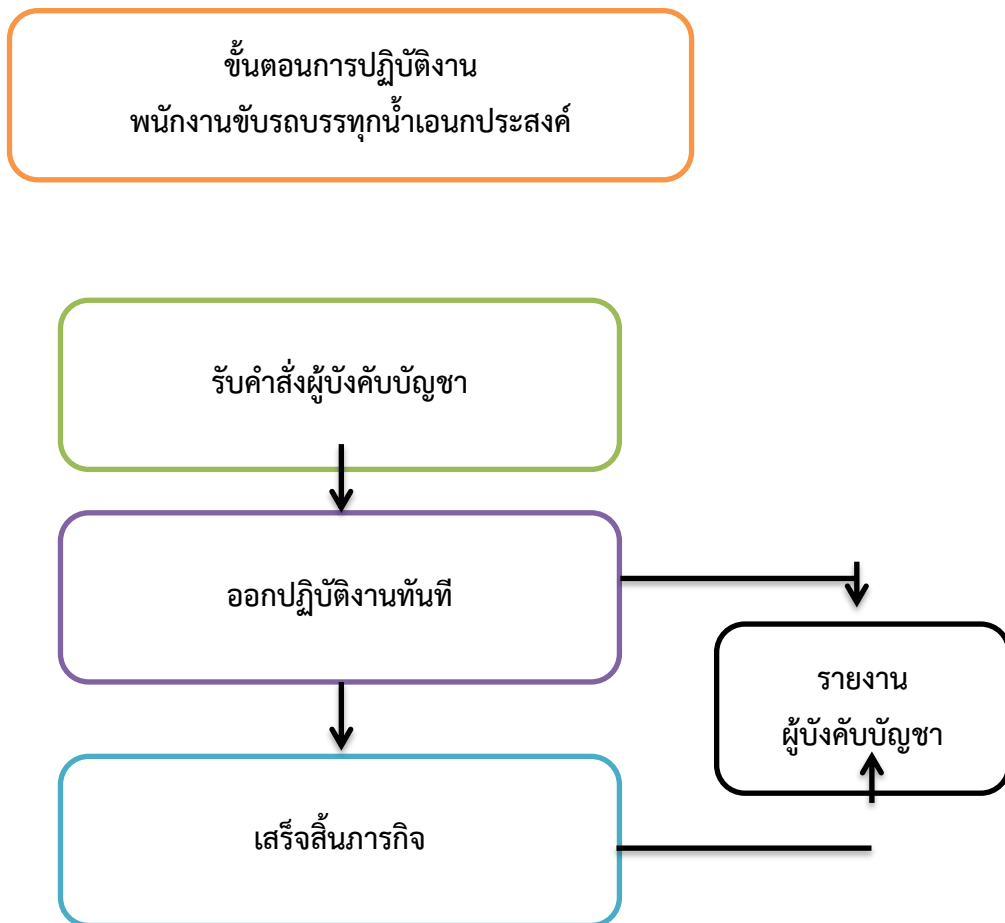 ขั้นตอนการปฏิบัติงาน
พนักงานขับรถบรรทุกน้ำเอนกประสงค์
รับคำสั่งผู้บังคับบัญชา
ออกปฏิบัติงานทันที
รายงาน
ผู้บังคับบัญชา
เสร็จสิ้นภารกิจ